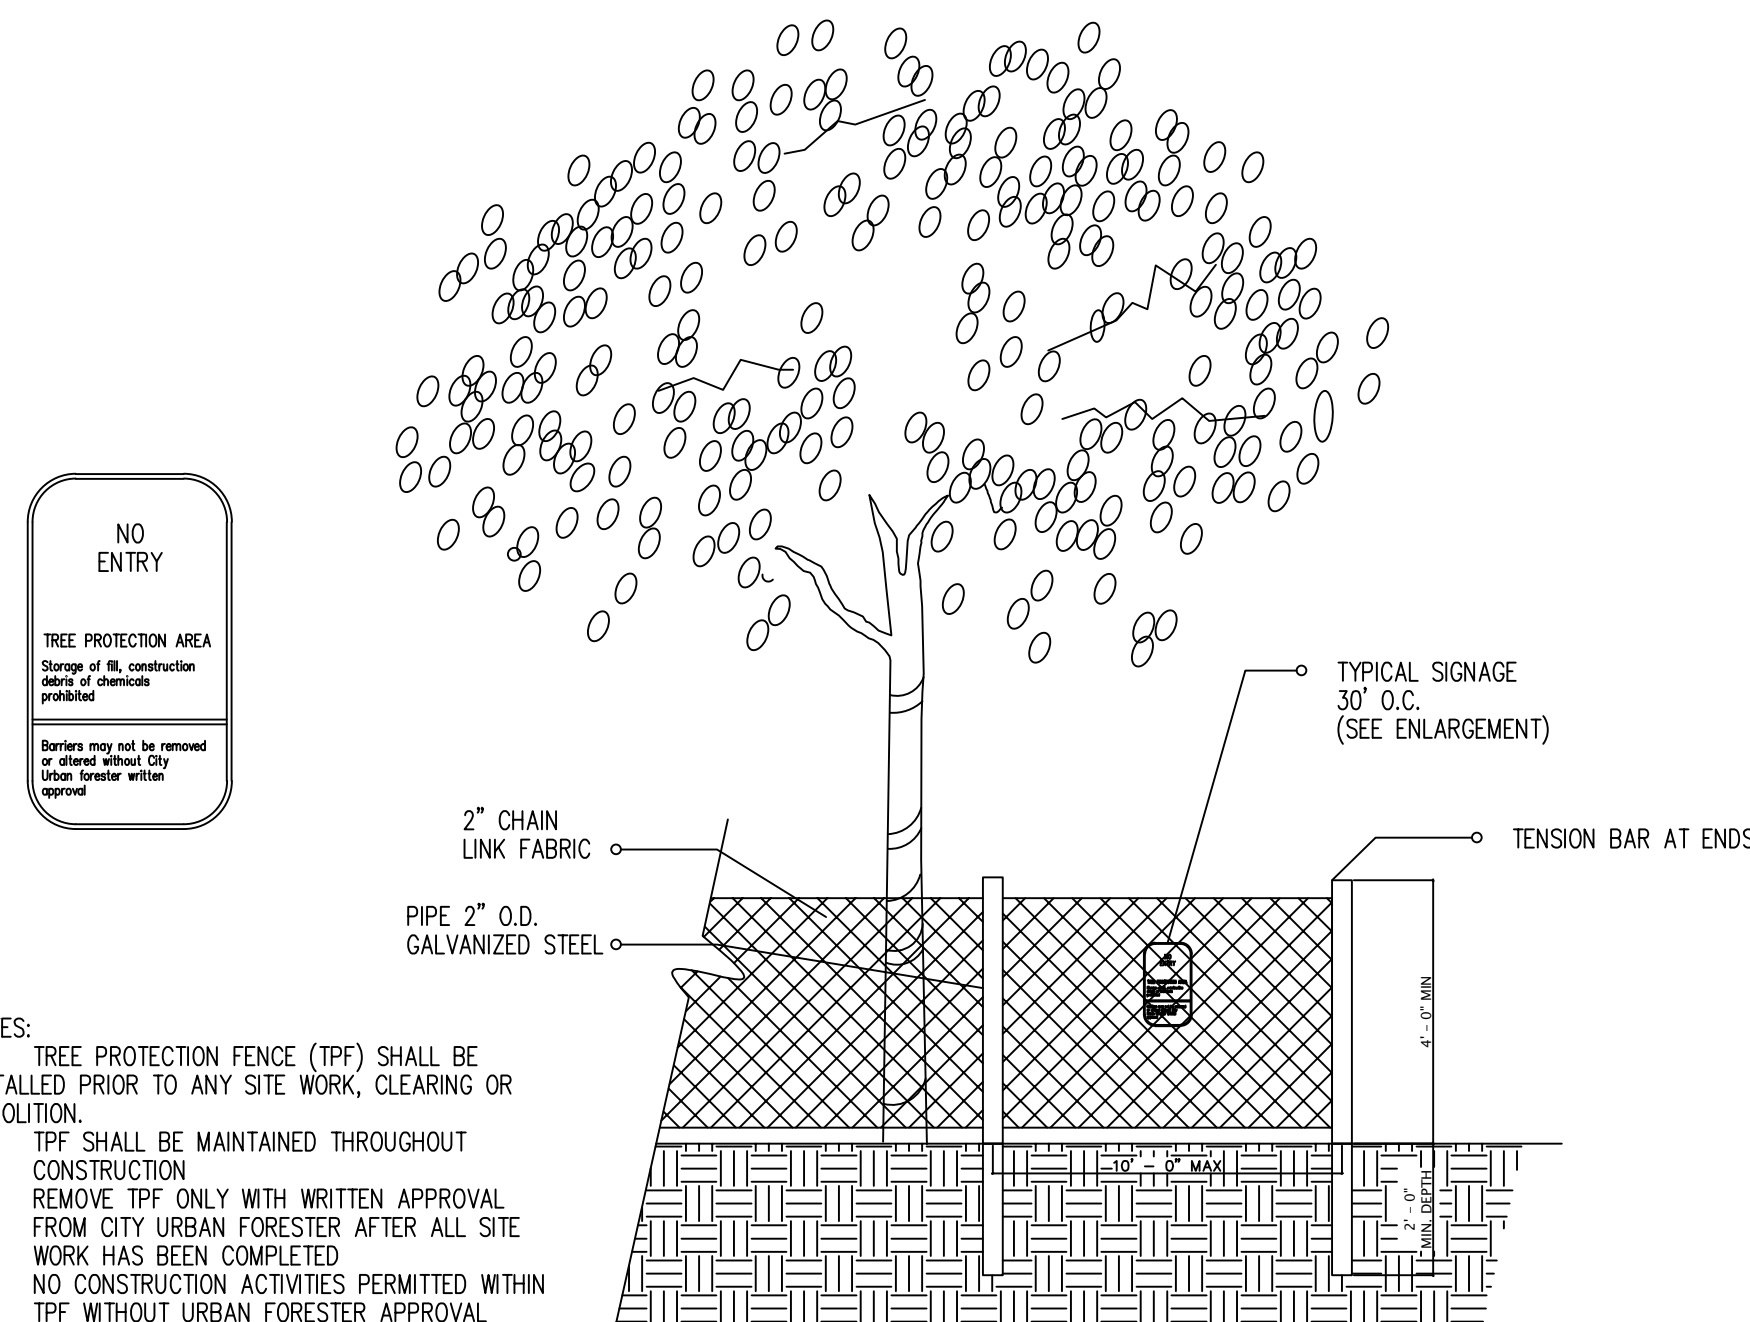 NO
ENTRY
TREE PROTECTION AREA
Storage of fill, construction
debris of chemicals
prohibited
Barriers may not be removed
or altered without City
Urban forester written
approval
TYPICAL SIGNAGE
30' O.C.
(SEE ENLARGEMENT)
2" CHAIN
LINK FABRIC
TENSION BAR AT ENDS
PIPE 2" O.D.
GALVANIZED STEEL
NO
ENTRY
4' - 0" MIN
10' - 0" MAX
2' - 0"
MIN. DEPTH
ES:
TREE PROTECTION FENCE (TPF) SHALL BE
TALLED PRIOR TO ANY SITE WORK, CLEARING OR
OLITION.
TPF SHALL BE MAINTAINED THROUGHOUT
CONSTRUCTION
REMOVE TPF ONLY WITH WRITTEN APPROVAL
FROM CITY URBAN FORESTER AFTER ALL SITE
WORK HAS BEEN COMPLETED
NO CONSTRUCTION ACTIVITIES PERMITTED WITHIN
TPF WITHOUT URBAN FORESTER APPROVAL